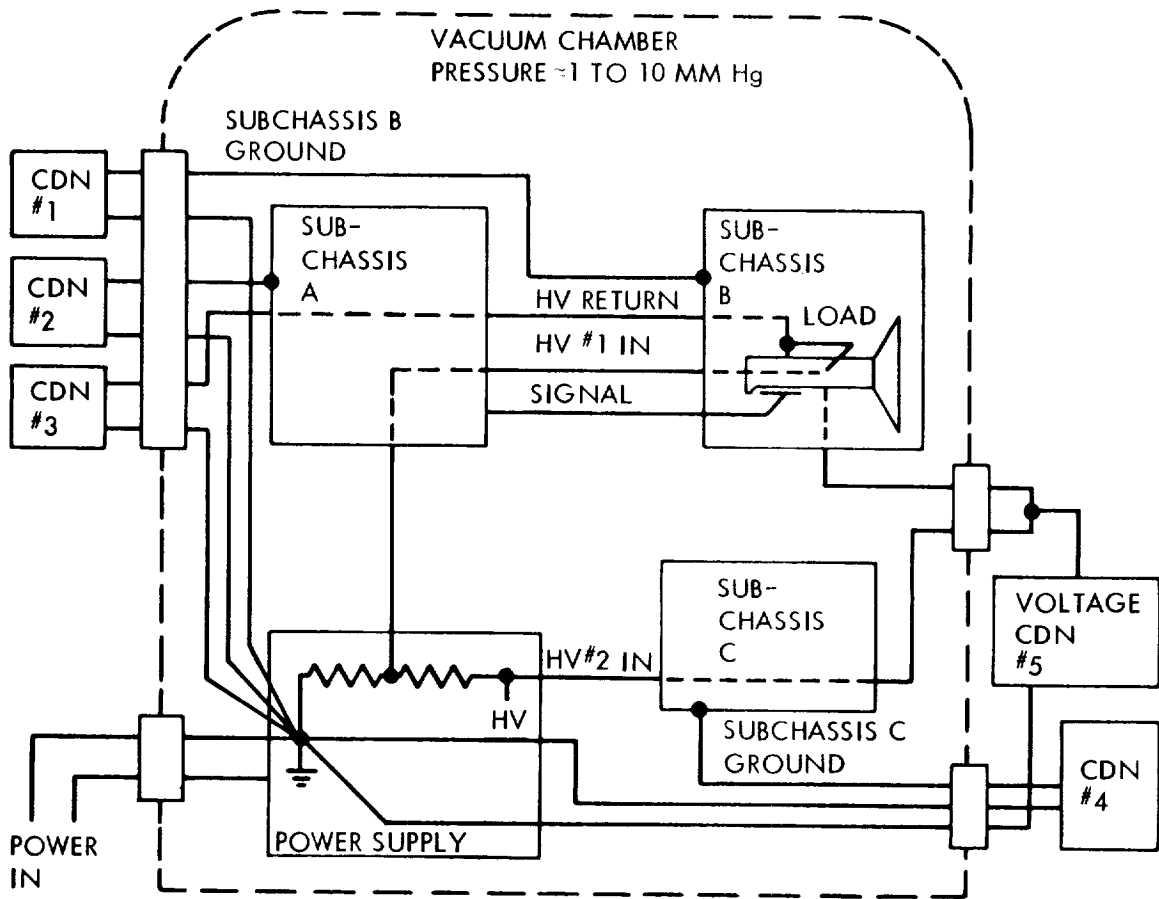 VACUUM CHAMBER
PRESSURE ~1 TO 10 MM Hg
SUBCHASSIS B
GROUND
CDN
#1
CDN
#2
CDN
#3
SUB-
CHASSIS
A
SUB-
CHASSIS
B
HV RETURN
LOAD
HV #1 IN
SIGNAL
SUB-
CHASSIS
C
VOLTAGE
CDN
#5
HV#2 IN
HV
SUBCHASSIS C
GROUND
CDN
#4
POWER SUPPLY
POWER
IN